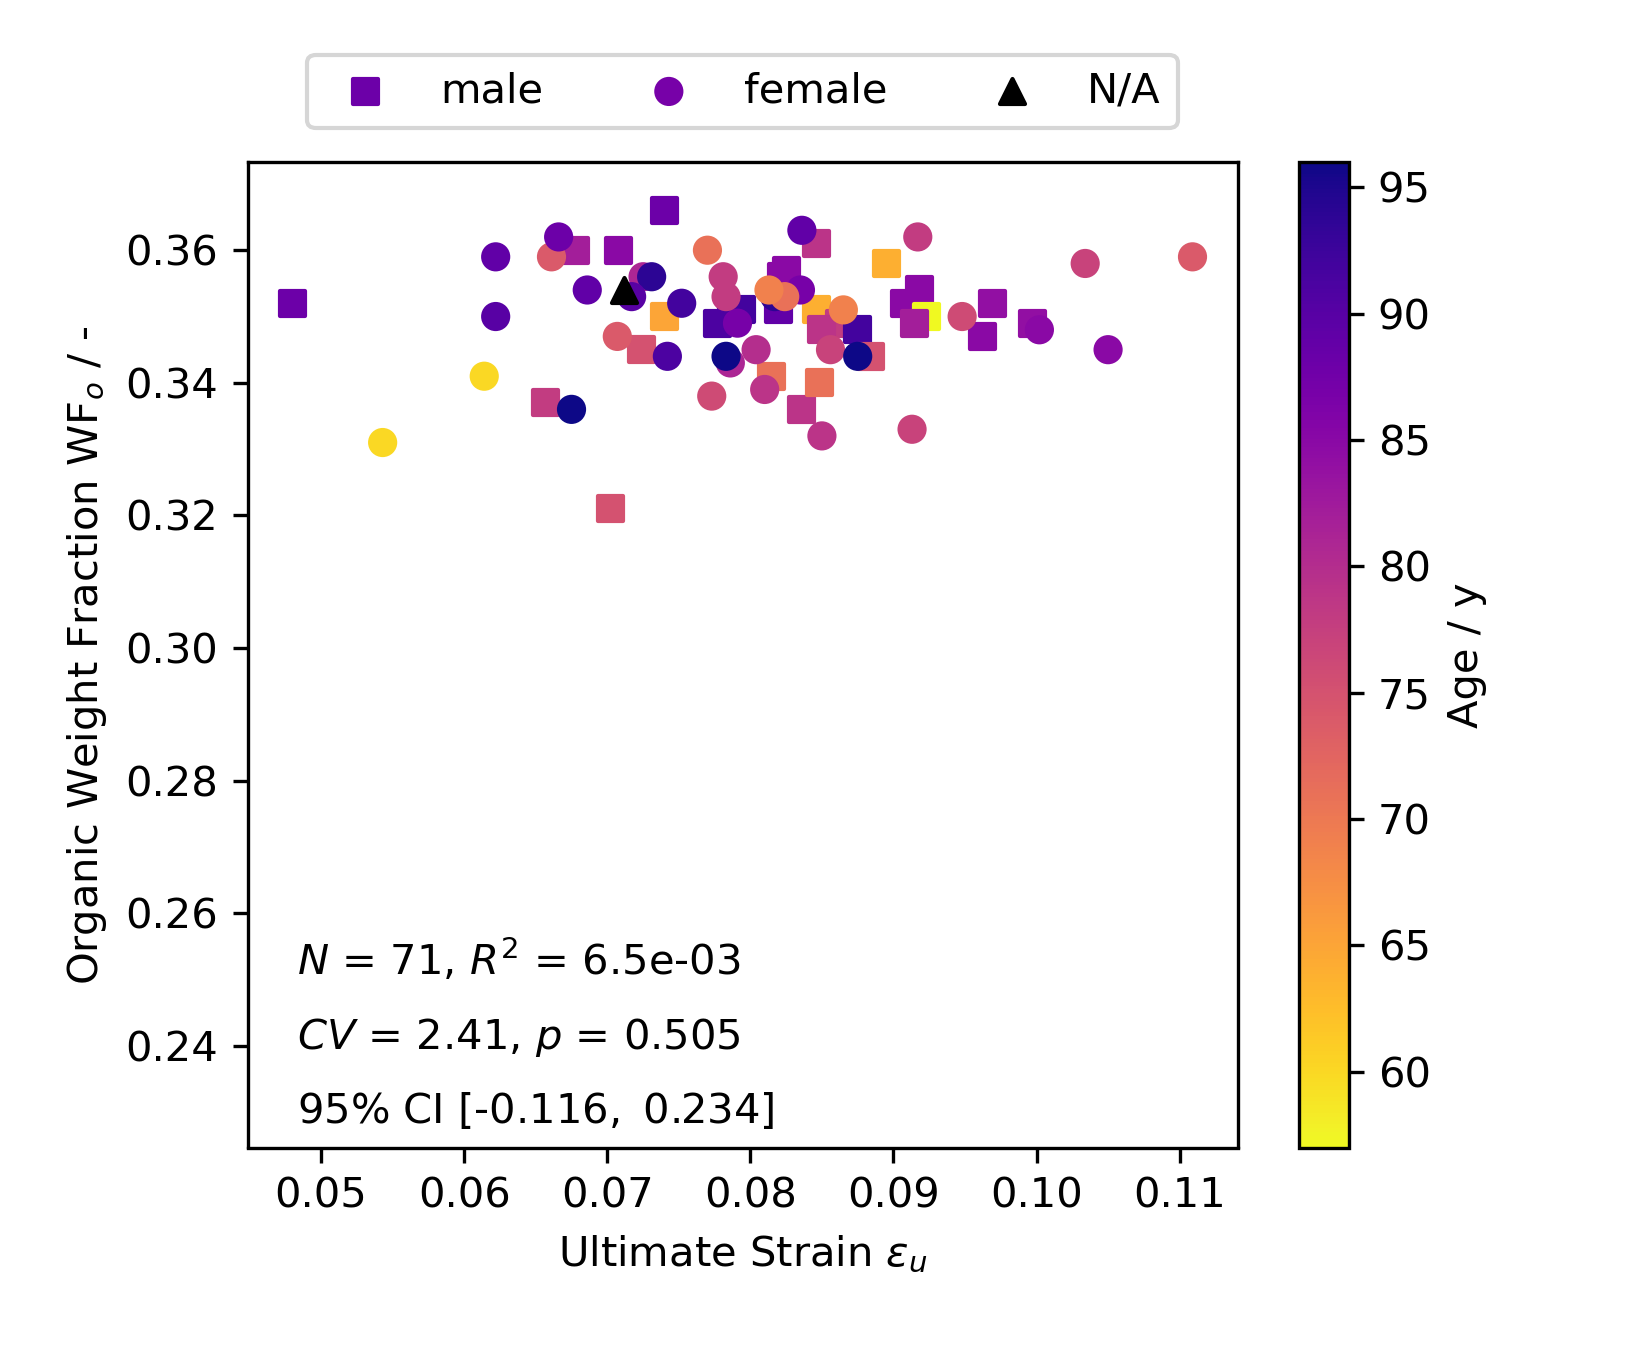 male female N/A
0.36
0.34
0.32
0.30
0.28
0.26
0.24
Organic Weight Fraction WFₒ / -
N = 71, R² = 6.5e-03
CV = 2.41, p = 0.505
95% CI [-0.116, 0.234]
0.05 0.06 0.07 0.08 0.09 0.10 0.11
Ultimate Strain εᵤ
95
90
85
80
75
70
65
60
Age / y